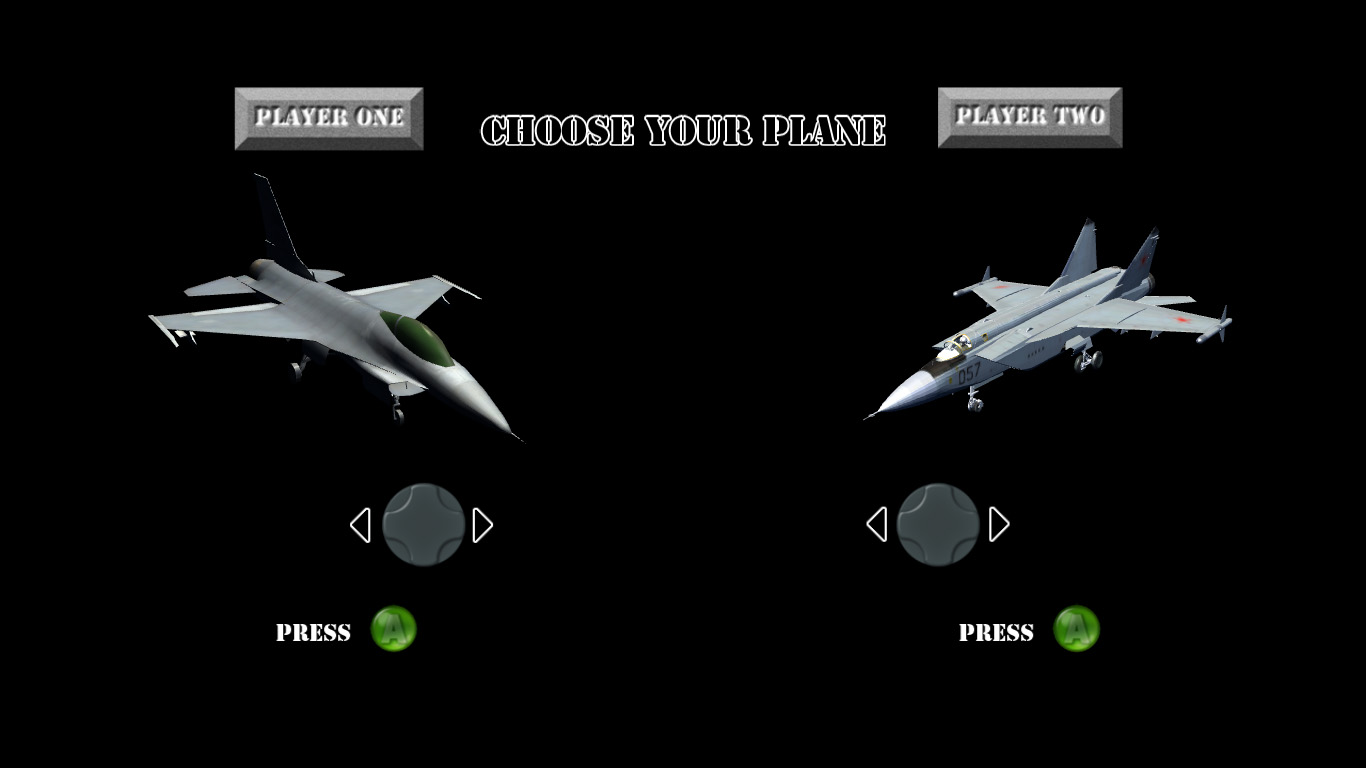 PLAYER ONE
CHOOSE YOUR PLANE
PLAYER TWO
057
PRESS A
PRESS A